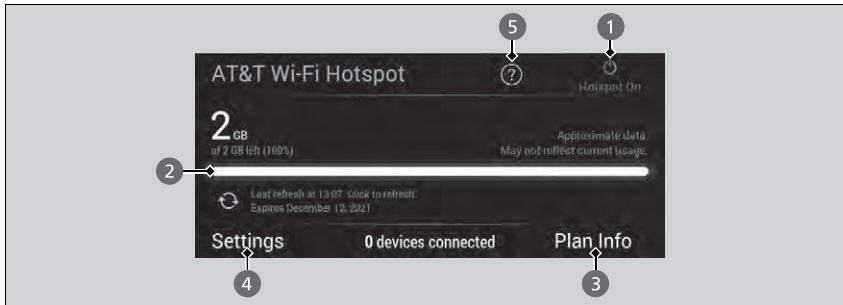 5 1
AT&T Wi-Fi Hotspot ?
Hotspot On
2 GB
of 2 GB left (100%)
Approximate data.
May not reflect current usage.
2
Last refresh at 13:07. Click to refresh.
Expires December 12, 2021
Settings 0 devices connected Plan Info
4 3